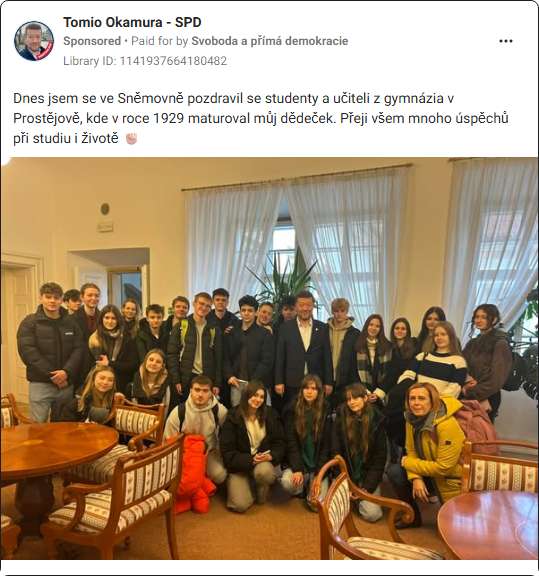 Tomio Okamura - SPD
Sponsored • Paid for by Svoboda a přímá demokracie
Library ID: 1141937664180482
Dnes jsem se ve Sněmovně pozdravil se studenty a učiteli z gymnázia v
Prostějově, kde v roce 1929 maturoval můj dědeček. Přeji všem mnoho úspěchů
při studiu i životě ✊🏻